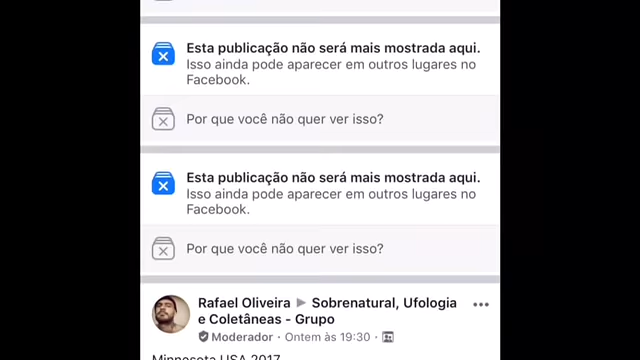 Esta publicação não será mais mostrada aqui.
Isso ainda pode aparecer em outros lugares no
Facebook.
Por que você não quer ver isso?
Esta publicação não será mais mostrada aqui.
Isso ainda pode aparecer em outros lugares no
Facebook.
Por que você não quer ver isso?
Rafael Oliveira ▶ Sobrenatural, Ufologia
e Coletâneas - Grupo
Moderador · Ontem às 19:30 ·
Minnesota USA 2017